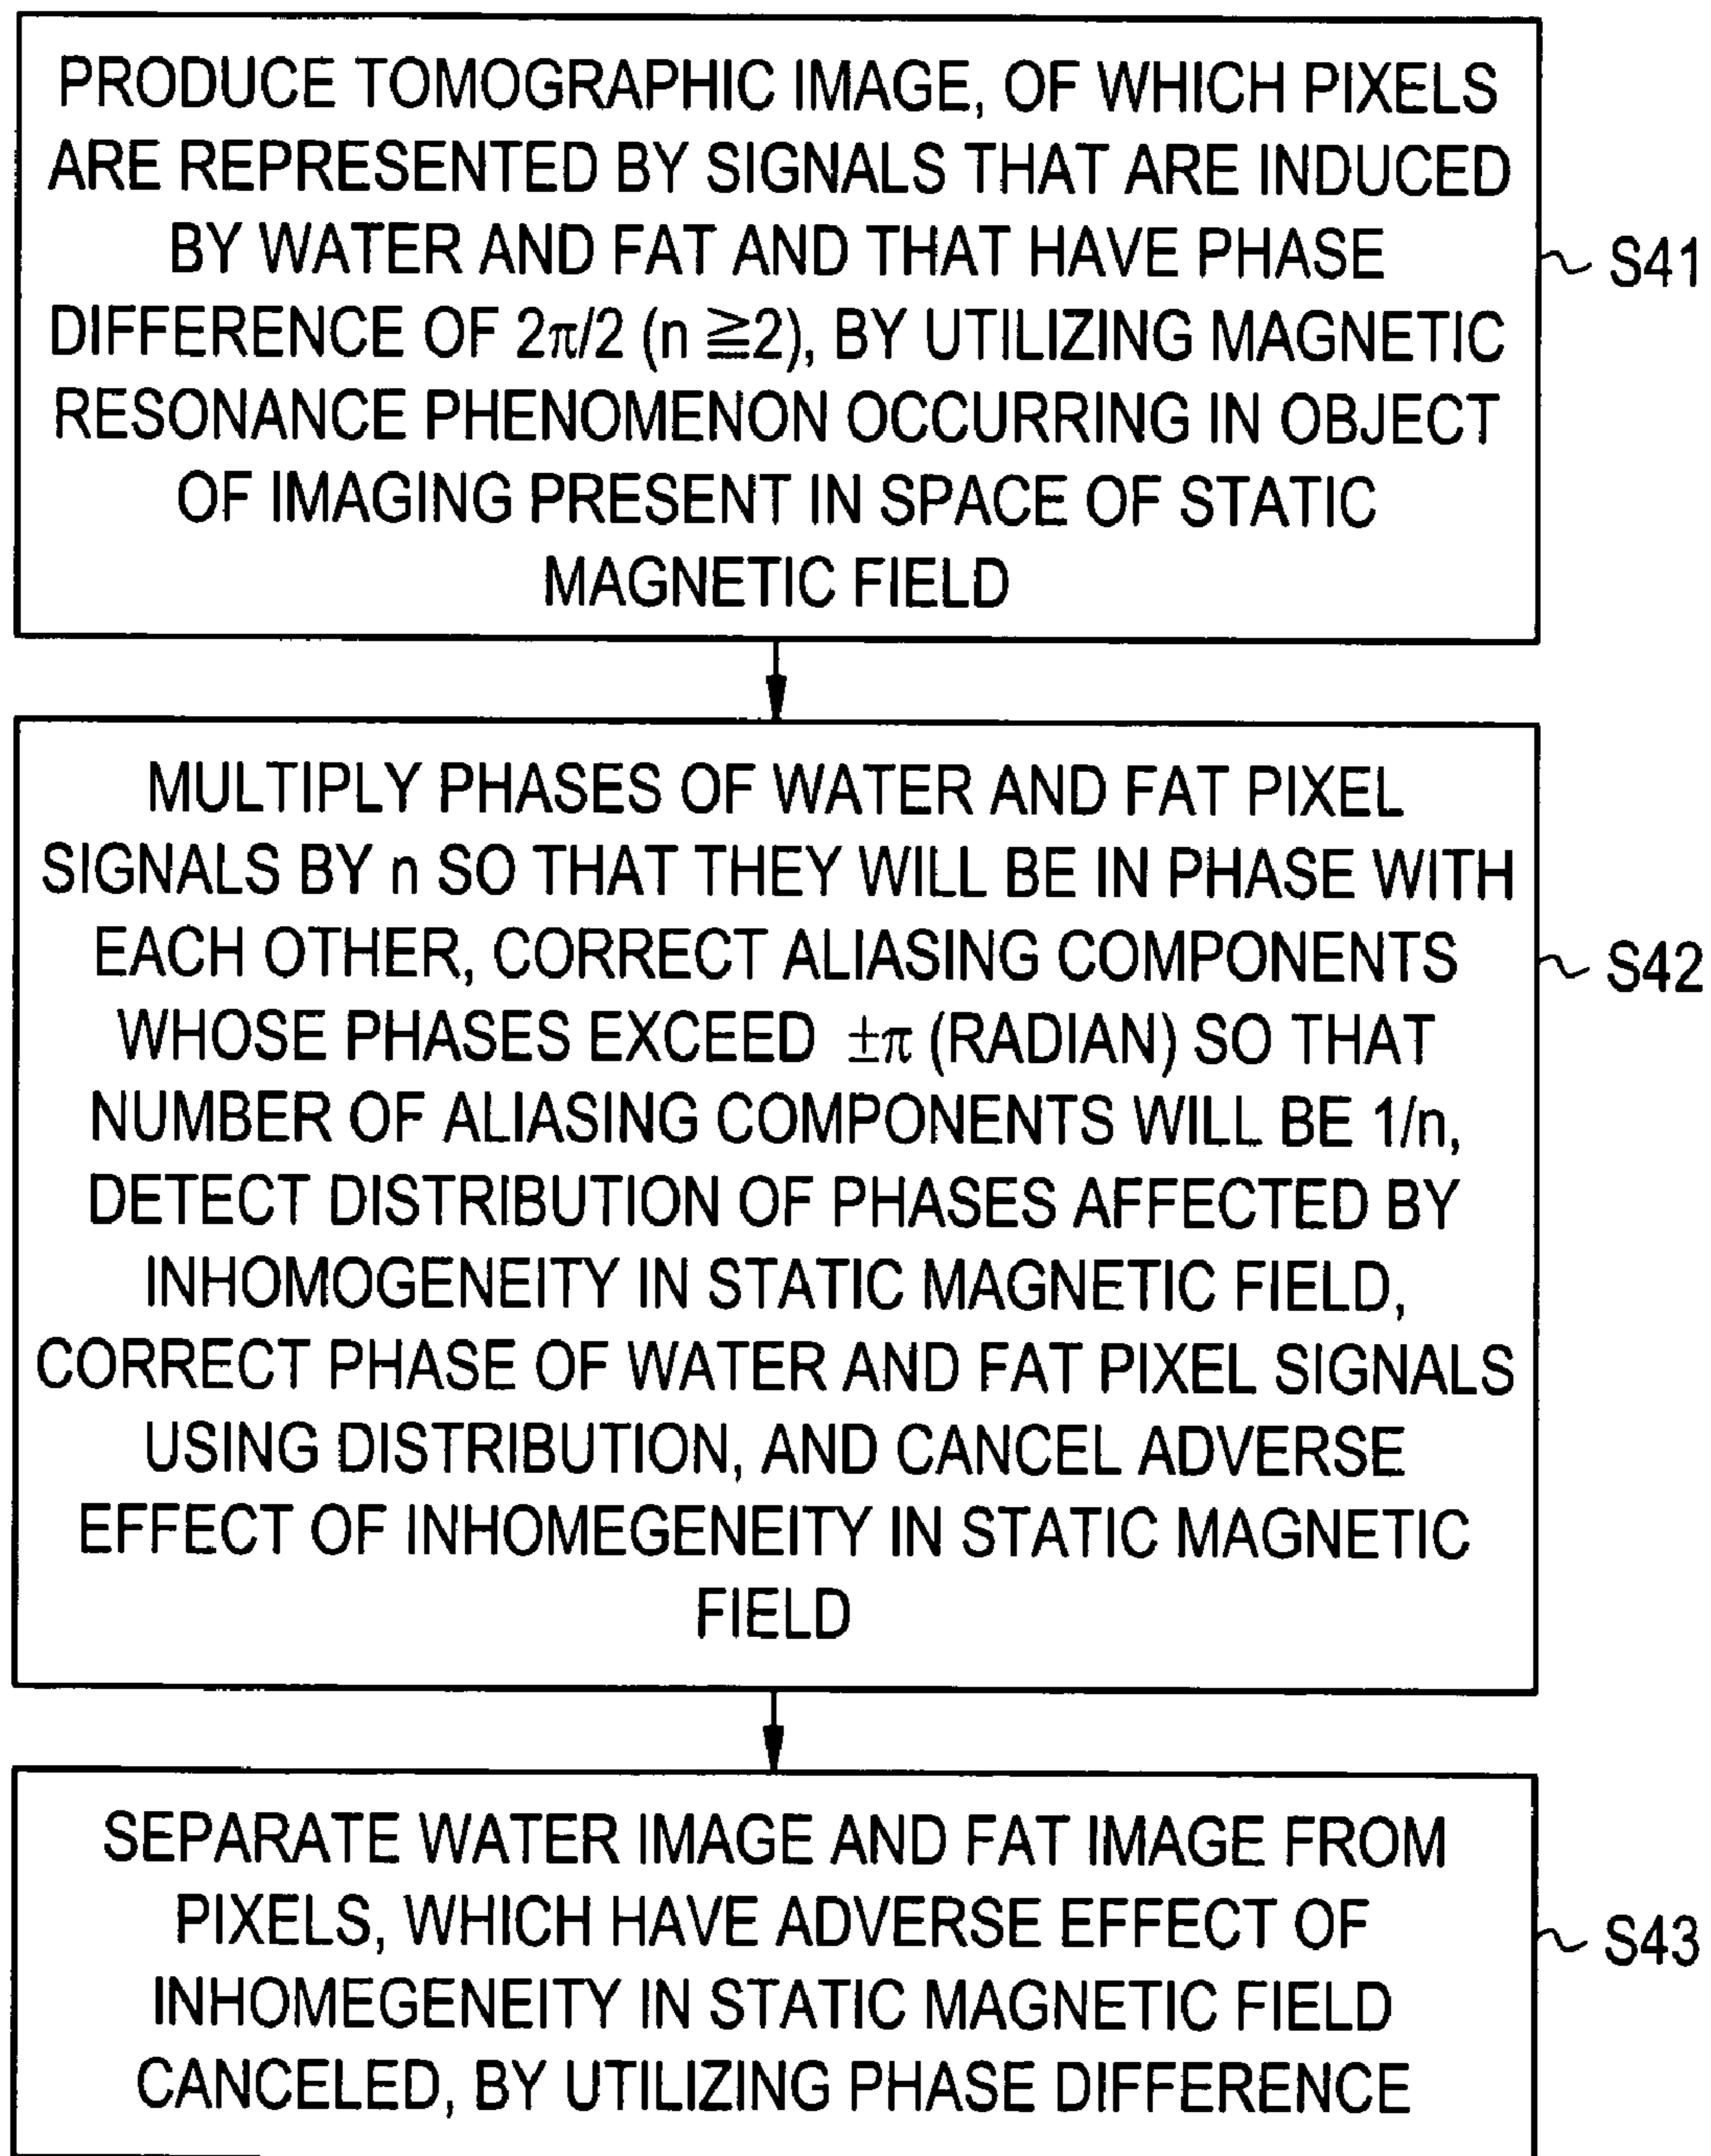 PRODUCE TOMOGRAPHIC IMAGE, OF WHICH PIXELS
ARE REPRESENTED BY SIGNALS THAT ARE INDUCED
BY WATER AND FAT AND THAT HAVE PHASE
DIFFERENCE OF 2π/2 (n ≧2), BY UTILIZING MAGNETIC
RESONANCE PHENOMENON OCCURRING IN OBJECT
OF IMAGING PRESENT IN SPACE OF STATIC
MAGNETIC FIELD
S41
MULTIPLY PHASES OF WATER AND FAT PIXEL
SIGNALS BY n SO THAT THEY WILL BE IN PHASE WITH
EACH OTHER, CORRECT ALIASING COMPONENTS
WHOSE PHASES EXCEED ±π (RADIAN) SO THAT
NUMBER OF ALIASING COMPONENTS WILL BE 1/n,
DETECT DISTRIBUTION OF PHASES AFFECTED BY
INHOMOGENEITY IN STATIC MAGNETIC FIELD,
CORRECT PHASE OF WATER AND FAT PIXEL SIGNALS
USING DISTRIBUTION, AND CANCEL ADVERSE
EFFECT OF INHOMEGENEITY IN STATIC MAGNETIC
FIELD
S42
SEPARATE WATER IMAGE AND FAT IMAGE FROM
PIXELS, WHICH HAVE ADVERSE EFFECT OF
INHOMEGENEITY IN STATIC MAGNETIC FIELD
CANCELED, BY UTILIZING PHASE DIFFERENCE
S43